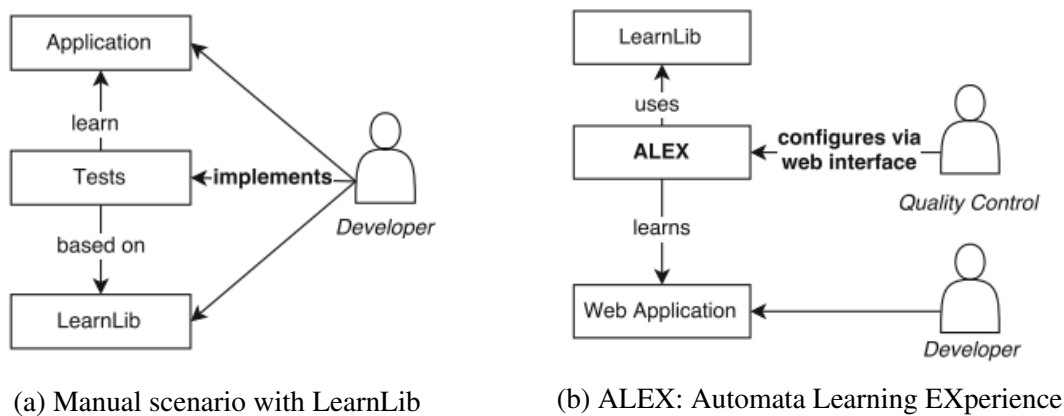 Application
learn
Tests
implements
Developer
based on
LearnLib
(a) Manual scenario with LearnLib
LearnLib
uses
ALEX
configures via
web interface
Quality Control
learns
Web Application
Developer
(b) ALEX: Automata Learning EXperience